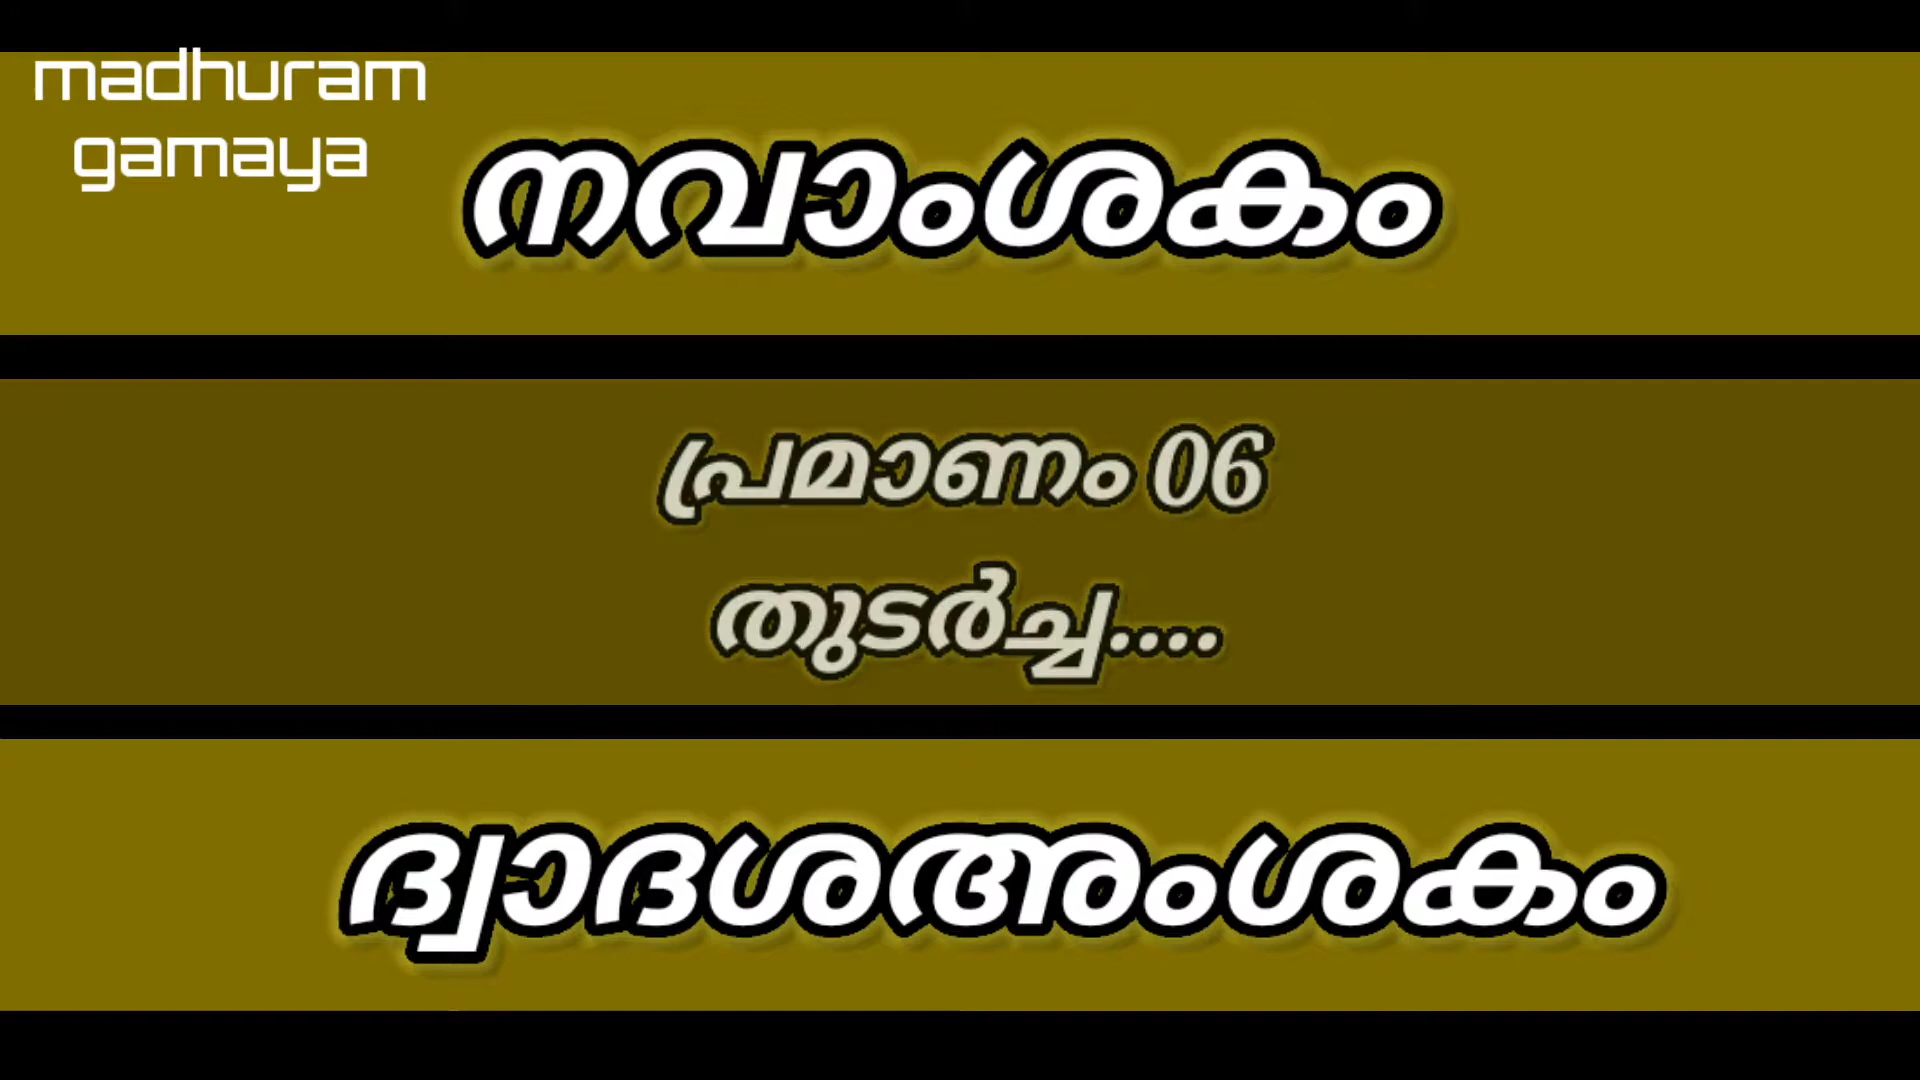 madhuram
gamaya
നവാംശകം
പ്രമാണം 06
തുടർച്ച....
ദ്വാദശഅംശകം